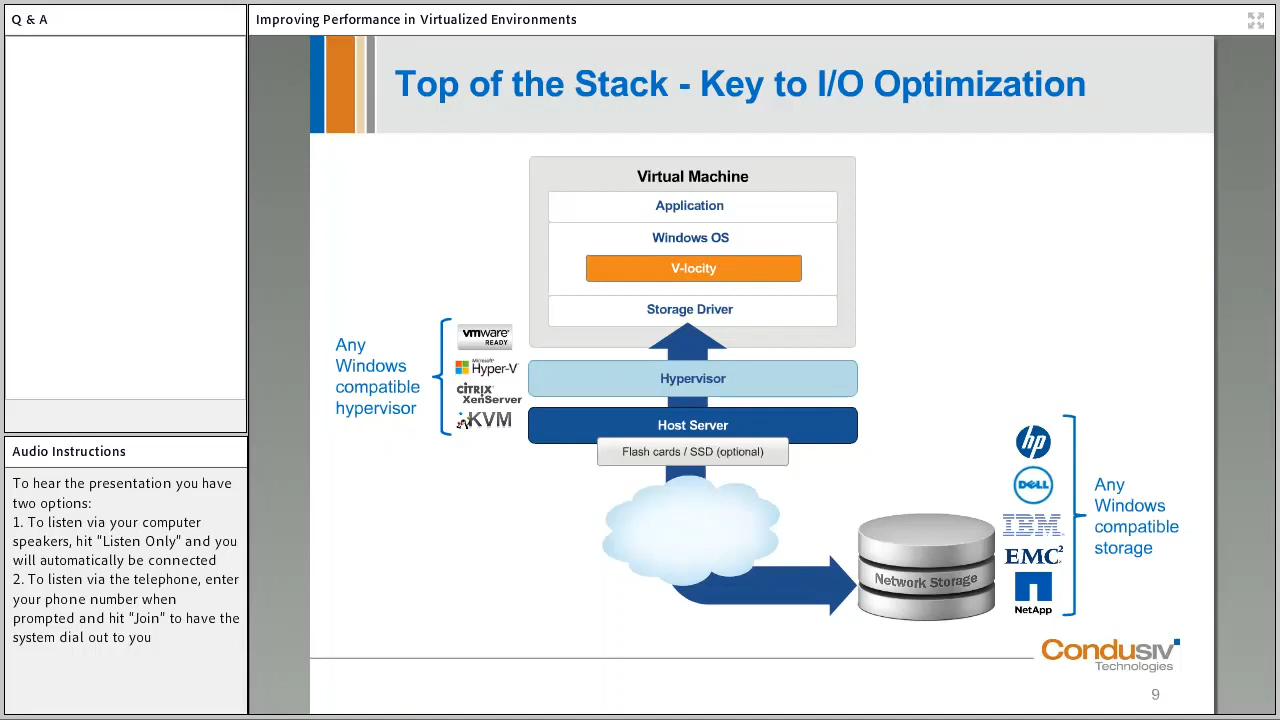 Q & A
Improving Performance in Virtualized Environments
Audio Instructions
To hear the presentation you have
two options:
1. To listen via your computer
speakers, hit "Listen Only" and you
will automatically be connected
2. To listen via the telephone, enter
your phone number when
prompted and hit "Join" to have the
system dial out to you
Top of the Stack - Key to I/O Optimization
Virtual Machine
Application
Windows OS
V-locity
Storage Driver
Hypervisor
Host Server
Flash cards / SSD (optional)
Any
Windows
compatible
hypervisor
vmware
READY
Microsoft
Hyper-V
CITRIX
XenServer
KVM
Network Storage
hp
DELL
IBM
EMC²
NetApp
Any
Windows
compatible
storage
Condusiv
Technologies
9